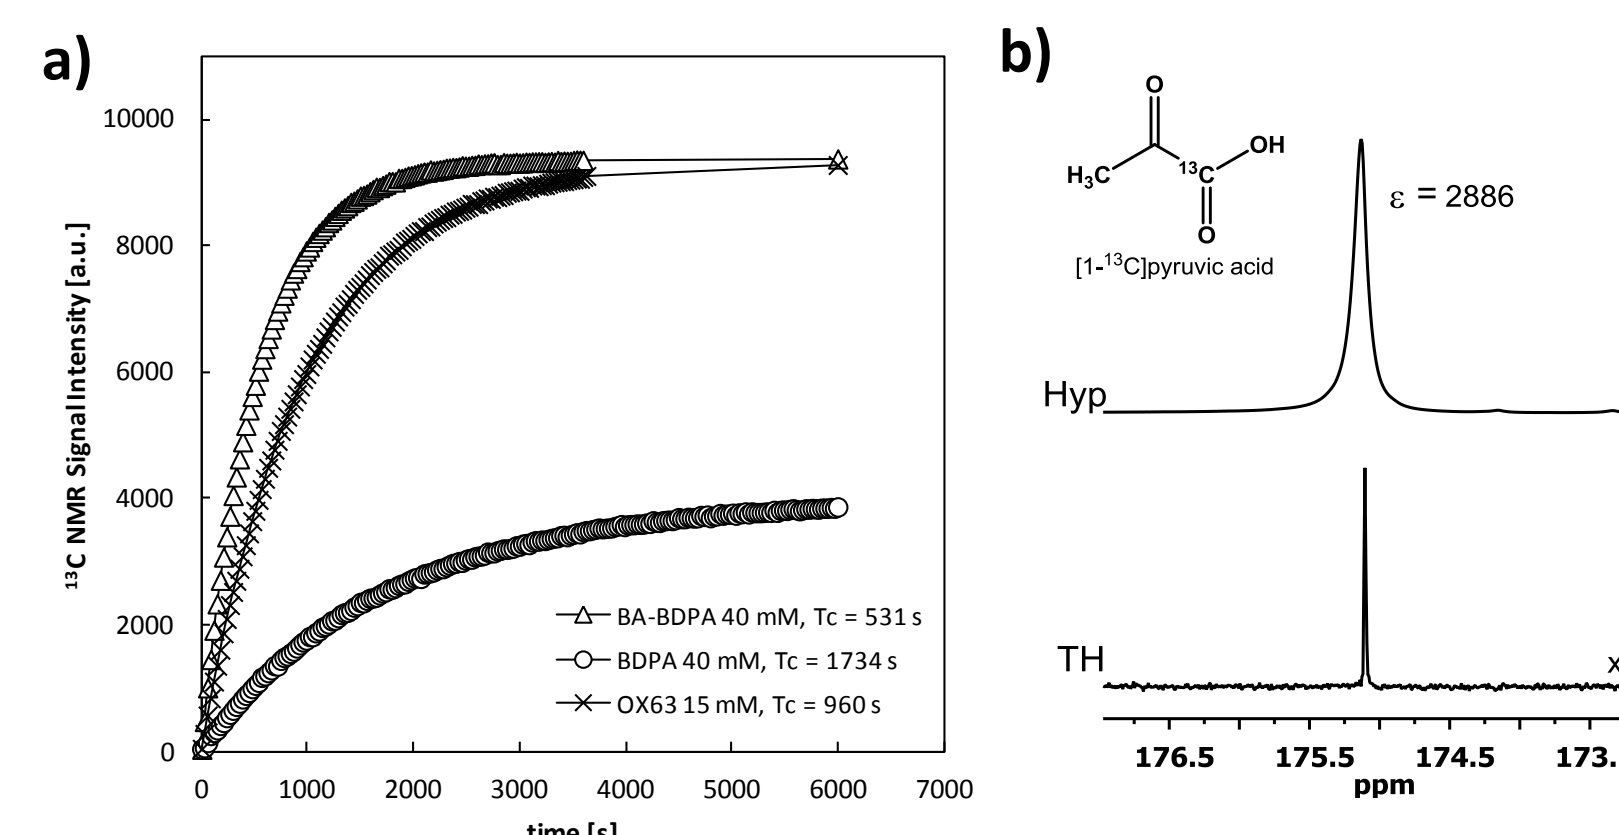 a)
10000
8000
6000
4000
2000
0
¹³C NMR Signal Intensity [a.u.]
0 1000 2000 3000 4000 5000 6000 7000
time [s]
BA-BDPA 40 mM, Tc = 531 s
BDPA 40 mM, Tc = 1734 s
OX63 15 mM, Tc = 960 s
b)
O
OH
H₃C
¹³C
O
[1-¹³C]pyruvic acid
ε = 2886
Hyp
TH
x
176.5 175.5 174.5 173.
ppm